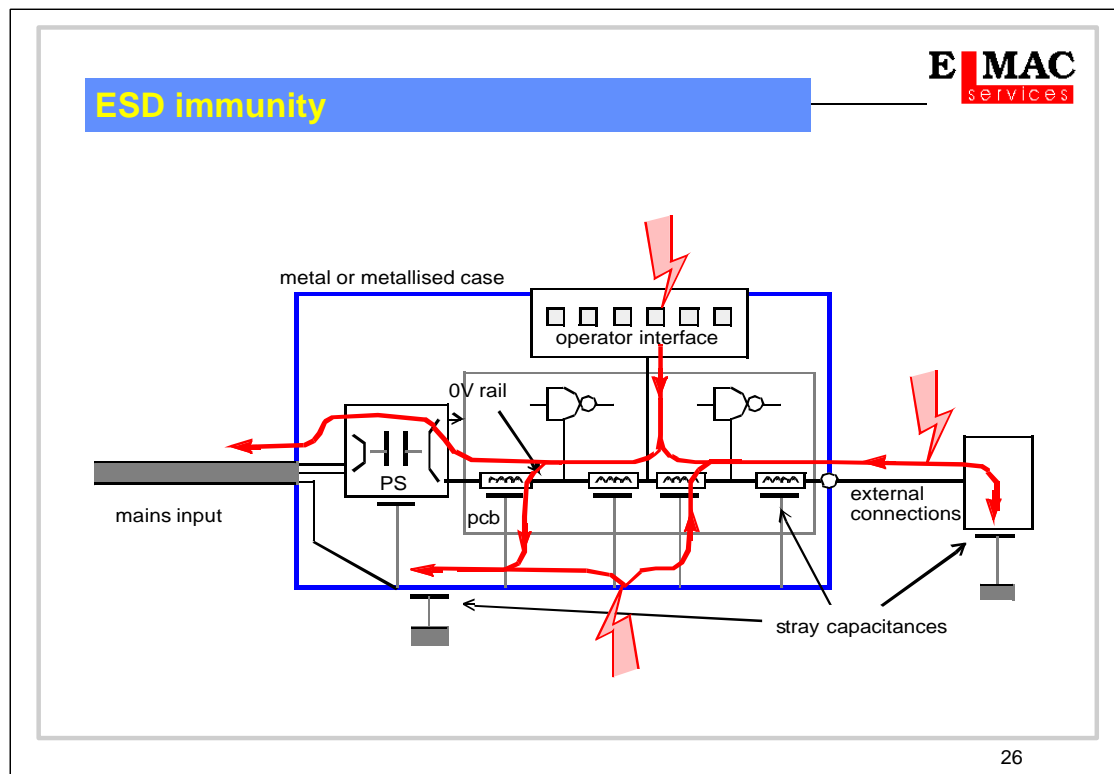 E MAC
services
ESD immunity
metal or metallised case
operator interface
0V rail
PS
mains input
pcb
external
connections
stray capacitances
26